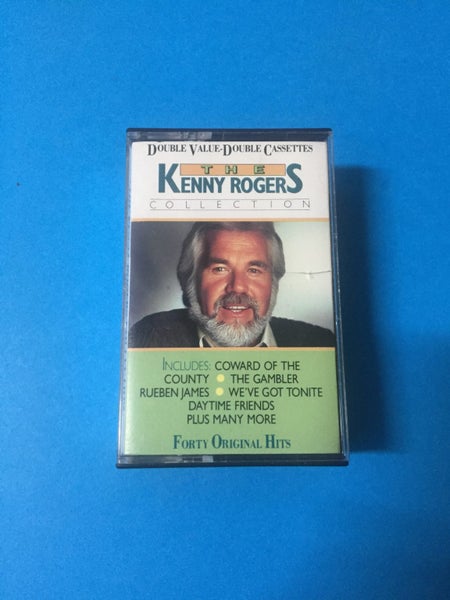 DOUBLE VALUE-DOUBLE CASSETTES
THE
KENNY ROGERS
COLLECTION
INCLUDES: COWARD OF THE
COUNTY • THE GAMBLER
RUEBEN JAMES • WE'VE GOT TONITE
DAYTIME FRIENDS
PLUS MANY MORE
FORTY ORIGINAL HITS